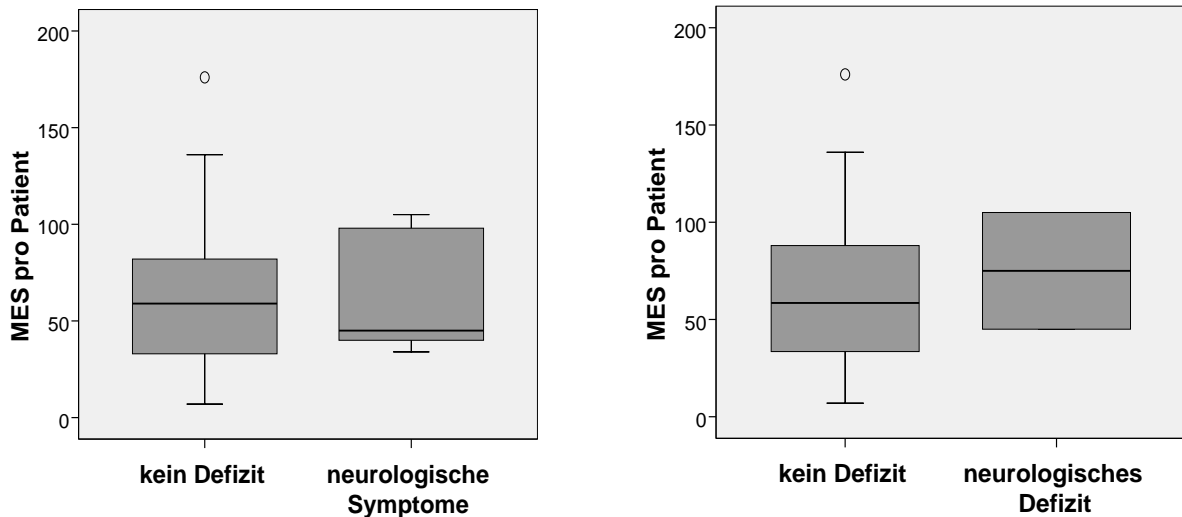 MES pro Patient
200
150
100
50
0
kein Defizit
neurologische
Symptome
MES pro Patient
200
150
100
50
0
kein Defizit
neurologisches
Defizit